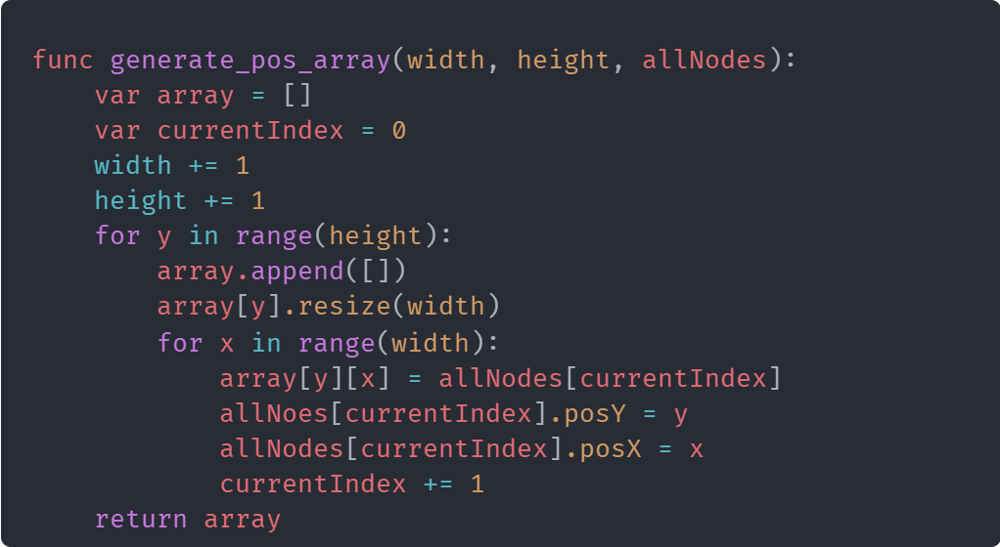 func generate_pos_array(width, height, allNodes):
    var array = []
    var currentIndex = 0
    width += 1
    height += 1
    for y in range(height):
        array.append([])
        array[y].resize(width)
        for x in range(width):
            array[y][x] = allNodes[currentIndex]
            allNoes[currentIndex].posY = y
            allNodes[currentIndex].posX = x
            currentIndex += 1
    return array